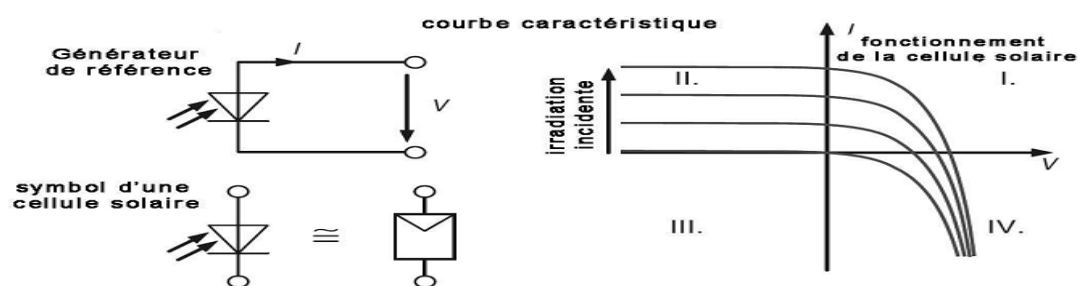 courbe caractéristique
Générateur
de référence
I
V
symbol d'une
cellule solaire
≅
irradiation
incidente
I
fonctionnement
de la cellule solaire
II.
I.
V
III.
IV.